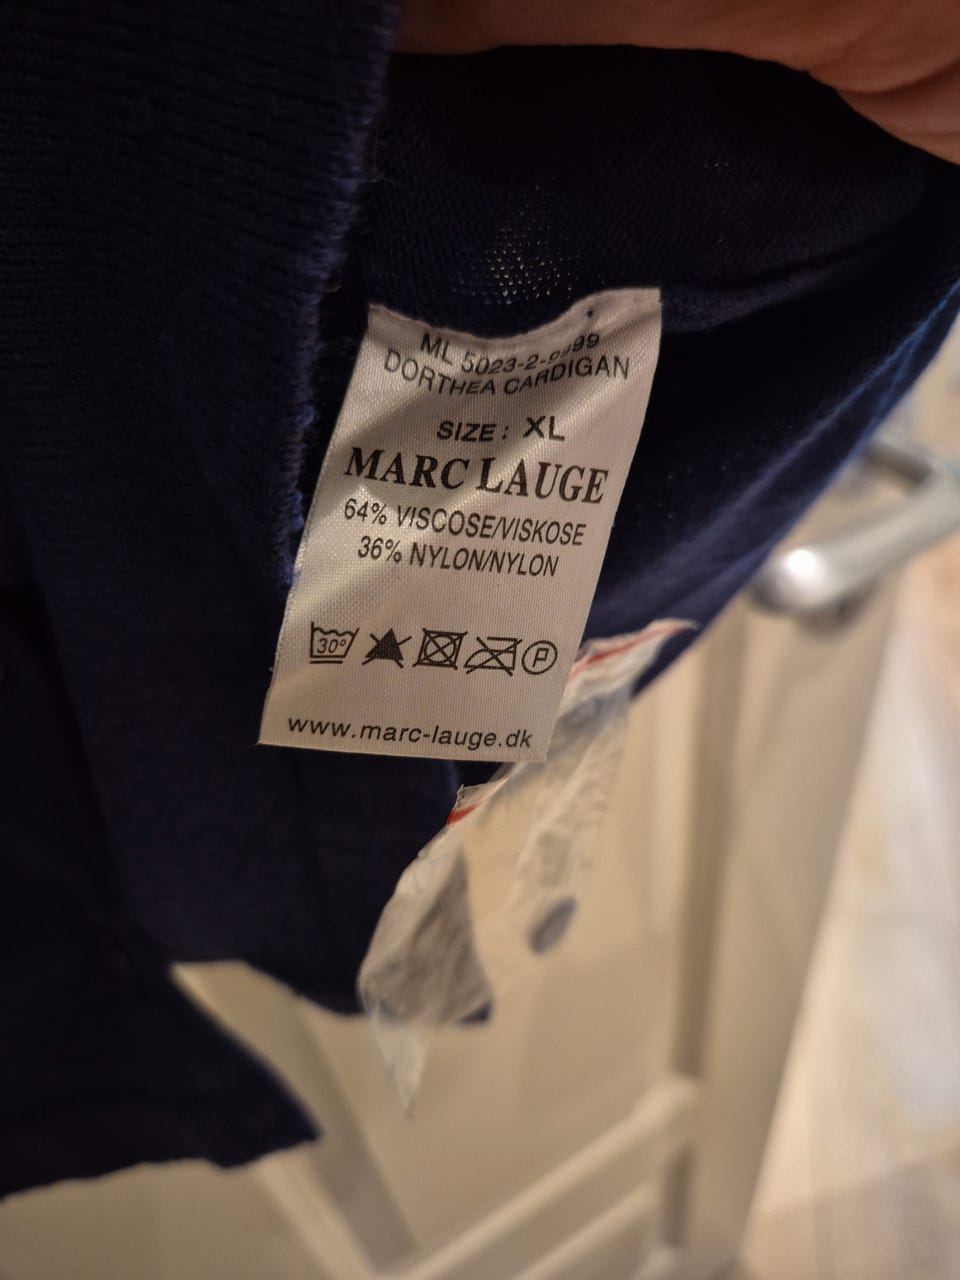 ML 5023-2-
DORTHEA CARDIGAN
SIZE: XL
MARC LAUGE
64% VISCOSE/VISKOSE
36% NYLON/NYLON
30° P
www.marc-lauge.dk